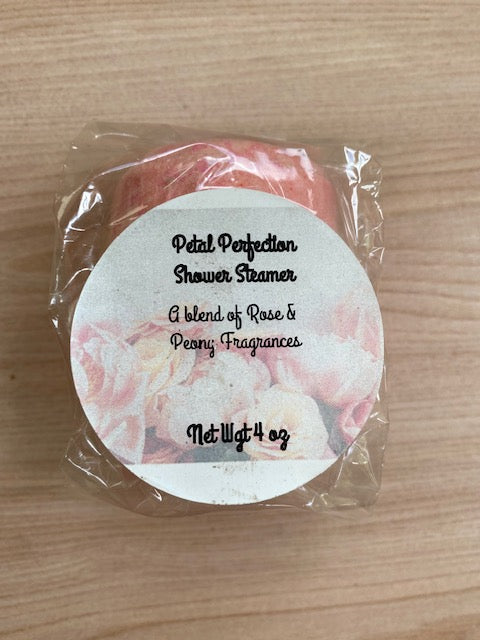 Petal Perfection
Shower Steamer
A blend of Rose &
Peony Fragrances
Net Wgt 4 oz